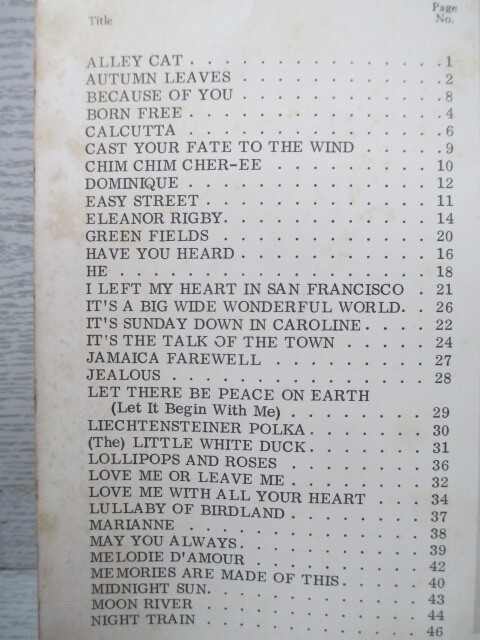 Page
Title No.
ALLEY CAT . . . . . . . . . . . . . . . 1
AUTUMN LEAVES . . . . . . . . . . . . 2
BECAUSE OF YOU . . . . . . . . . . . . 8
BORN FREE . . . . . . . . . . . . . . . 4
CALCUTTA . . . . . . . . . . . . . . . 6
CAST YOUR FATE TO THE WIND . . . . . 9
CHIM CHIM CHER-EE . . . . . . . . . . 10
DOMINIQUE . . . . . . . . . . . . . . 12
EASY STREET . . . . . . . . . . . . . 11
ELEANOR RIGBY. . . . . . . . . . . . 14
GREEN FIELDS . . . . . . . . . . . . 20
HAVE YOU HEARD . . . . . . . . . . . 16
HE . . . . . . . . . . . . . . . . . 18
I LEFT MY HEART IN SAN FRANCISCO . 21
IT'S A BIG WIDE WONDERFUL WORLD. . 26
IT'S SUNDAY DOWN IN CAROLINE . . . . 22
IT'S THE TALK OF THE TOWN . . . . . 24
JAMAICA FAREWELL . . . . . . . . . . 27
JEALOUS . . . . . . . . . . . . . . . 28
LET THERE BE PEACE ON EARTH
(Let It Begin With Me) . . . . . . . 29
LIECHTENSTEINER POLKA . . . . . . . 30
(The) LITTLE WHITE DUCK . . . . . . . 31
LOLLIPOPS AND ROSES . . . . . . . . 36
LOVE ME OR LEAVE ME . . . . . . . . 32
LOVE ME WITH ALL YOUR HEART . . . 34
LULLABY OF BIRDLAND . . . . . . . . 37
MARIANNE . . . . . . . . . . . . . . 38
MAY YOU ALWAYS . . . . . . . . . . . 39
MELODIE D'AMOUR . . . . . . . . . . 42
MEMORIES ARE MADE OF THIS . . . . . 40
MIDNIGHT SUN. . . . . . . . . . . . 43
MOON RIVER . . . . . . . . . . . . . 44
NIGHT TRAIN . . . . . . . . . . . . 46